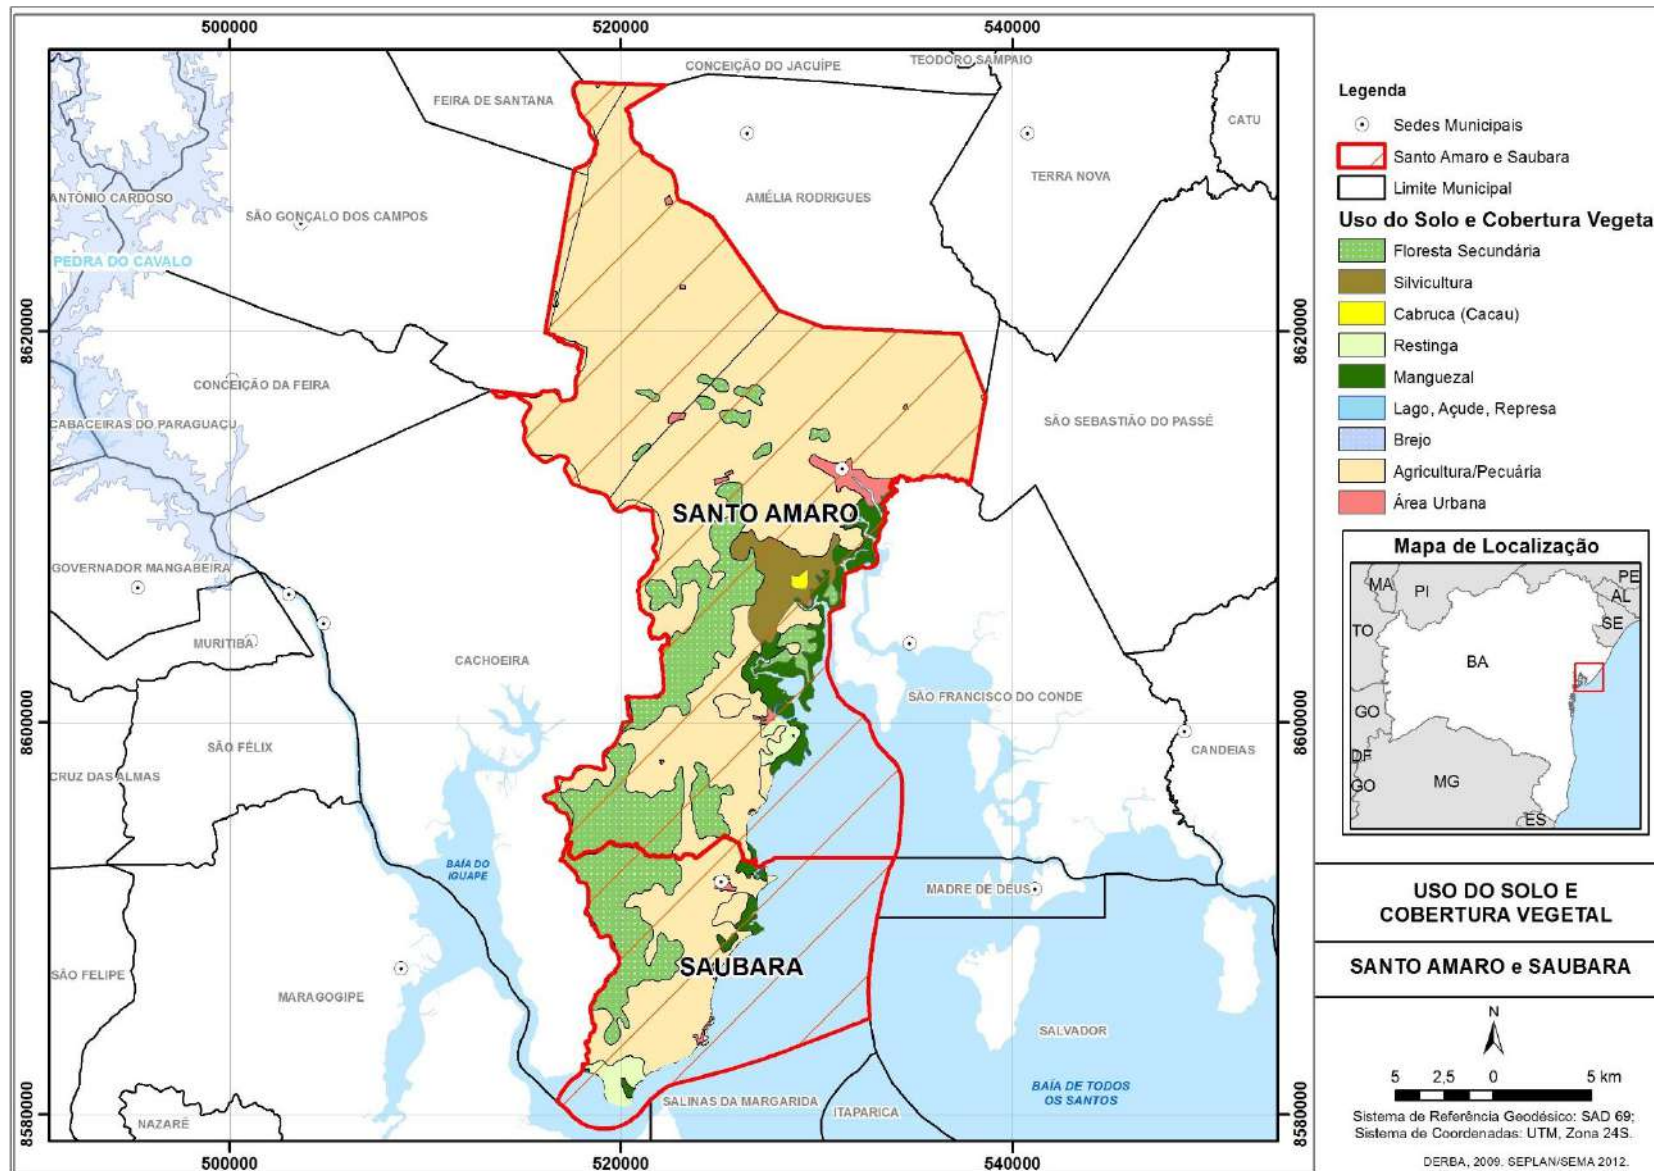 500000
520000
540000
CONCEIÇÃO DO JACUÍPE
TEODORO SAMPAIO
FEIRA DE SANTANA
CATU
ANTÔNIO CARDOSO
SÃO GONÇALO DOS CAMPOS
AMÉLIA RODRIGUES
TERRA NOVA
PEDRA DO CAVALO
8620000
8620000
CONCEIÇÃO DA FEIRA
CABACEIRAS DO PARAGUAÇU
SÃO SEBASTIÃO DO PASSÉ
SANTO AMARO
GOVERNADOR MANGABEIRA
MURITIBA
CACHOEIRA
SÃO FRANCISCO DO CONDE
8600000
8600000
SÃO FÉLIX
CANDEIAS
CRUZ DAS ALMAS
BAÍA DO
IGUAPE
MADRE DE DEUS
SAUBARA
SÃO FELIPE
MARAGOGIPE
SALVADOR
BAÍA DE TODOS
OS SANTOS
SALINAS DA MARGARIDA
ITAPARICA
NAZARÉ
8580000
8580000
500000
520000
540000
Legenda
Sedes Municipais
Santo Amaro e Saubara
Limite Municipal
Uso do Solo e Cobertura Vegeta
Floresta Secundária
Silvicultura
Cabruca (Cacau)
Restinga
Manguezal
Lago, Açude, Represa
Brejo
Agricultura/Pecuária
Área Urbana
Mapa de Localização
MA
PI
PE
AL
SE
TO
BA
GO
DF
GO
MG
ES
USO DO SOLO E
COBERTURA VEGETAL
SANTO AMARO e SAUBARA
N
5 2,5 0 5 km
Sistema de Referência Geodésico: SAD 69;
Sistema de Coordenadas: UTM, Zona 24S.
DERBA, 2009. SEPLAN/SEMA 2012.